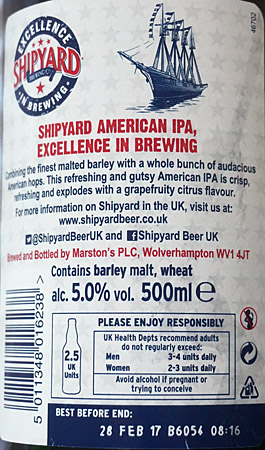 EXCELLENCE
SHIPYARD
BREWING CO.
IN BREWING
46702
SHIPYARD AMERICAN IPA,
EXCELLENCE IN BREWING
Combining the finest malted barley with a whole bunch of audacious
American hops. This refreshing and gutsy American IPA is crisp,
refreshing and explodes with a grapefruity citrus flavour.
For more information on Shipyard in the UK, visit us at:
www.shipyardbeer.co.uk
@ShipyardBeerUK and Shipyard Beer UK
Brewed and Bottled by Marston's PLC, Wolverhampton WV1 4JT
Contains barley malt, wheat
alc. 5.0% vol. 500ml e
5 011348 016238 >
2.5
UK
Units
PLEASE ENJOY RESPONSIBLY
UK Health Depts recommend adults
do not regularly exceed:
Men 3-4 units daily
Women 2-3 units daily
Avoid alcohol if pregnant or
trying to conceive
BEST BEFORE END:
28 FEB 17 B6054 08:16